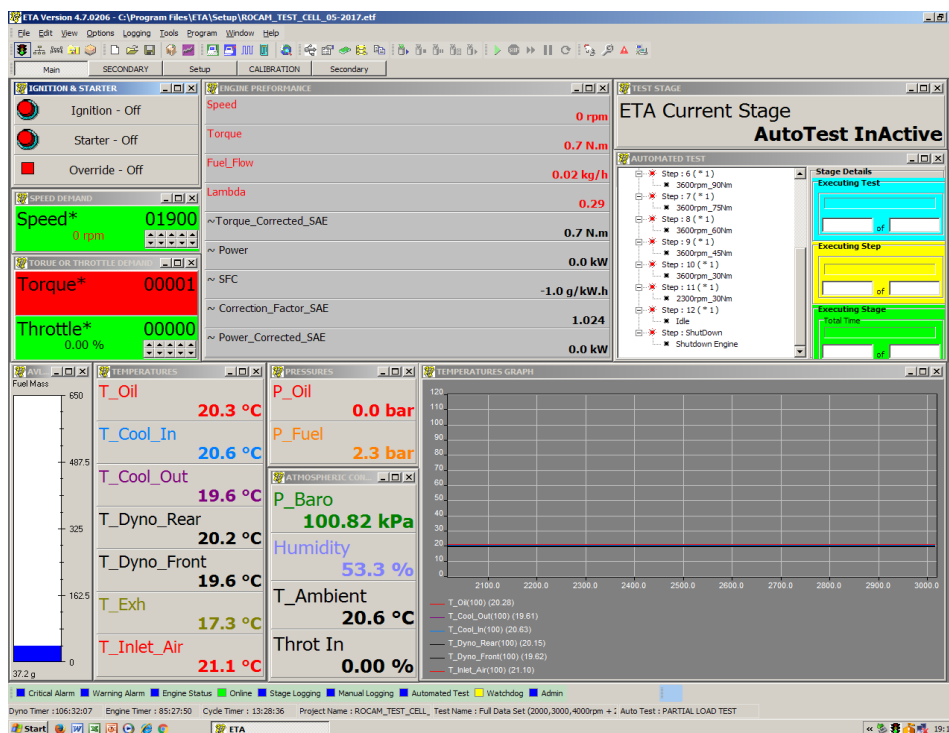 ETA Version 4.7.0206 - C:\Program Files\ETA\Setup\ROCAM_TEST_CELL_05-2017.etf
File Edit View Options Logging Tools Program Window Help
Main SECONDARY Setup CALIBRATION Secondary
IGNITION & STARTER
Ignition - Off
Starter - Off
Override - Off
SPEED DEMAND
Speed* 01900
0 rpm
TORUE OR THROTTLE DEMAND
Torque* 00001
Throttle* 00000
0.00 %
ENGINE PREFORMANCE
Speed
0 rpm
Torque
0.7 N.m
Fuel_Flow
0.02 kg/h
Lambda
0.29
~Torque_Corrected_SAE
0.7 N.m
~ Power
0.0 kW
~ SFC
-1.0 g/kW.h
~ Correction_Factor_SAE
1.024
~ Power_Corrected_SAE
0.0 kW
TEST STAGE
ETA Current Stage
AutoTest InActive
AUTOMATED TEST
Step : 6 ( * 1 )
3600rpm_90Nm
Step : 7 ( * 1 )
3600rpm_75Nm
Step : 8 ( * 1 )
3600rpm_60Nm
Step : 9 ( * 1 )
3600rpm_45Nm
Step : 10 ( * 1 )
3600rpm_30Nm
Step : 11 ( * 1 )
2300rpm_30Nm
Step : 12 ( * 1 )
Idle
Step : ShutDown
Shutdown Engine
Stage Details
Executing Test
of
Executing Step
of
Executing Stage
Total Time
of
AVL...
Fuel Mass
650
487.5
325
162.5
0
37.2 g
TEMPERATURES
T_Oil
20.3 °C
T_Cool_In
20.6 °C
T_Cool_Out
19.6 °C
T_Dyno_Rear
20.2 °C
T_Dyno_Front
19.6 °C
T_Exh
17.3 °C
T_Inlet_Air
21.1 °C
PRESSURES
P_Oil
0.0 bar
P_Fuel
2.3 bar
ATMOSPHERIC CON...
P_Baro
100.82 kPa
Humidity
53.3 %
T_Ambient
20.6 °C
Throt In
0.00 %
TEMPERATURES GRAPH
120
110
100
90
80
70
60
50
40
30
20
10
0
2100.0 2200.0 2300.0 2400.0 2500.0 2600.0 2700.0 2800.0 2900.0 3000.0
T_Oil(100) (20.28)
T_Cool_Out(100) (19.61)
T_Cool_In(100) (20.63)
T_Dyno_Rear(100) (20.15)
T_Dyno_Front(100) (19.62)
T_Inlet_Air(100) (21.10)
Critical Alarm Warning Alarm Engine Status Online Stage Logging Manual Logging Automated Test Watchdog Admin
Dyno Timer :106:32:07 Engine Timer : 85:27:50 Cycle Timer : 13:28:36 Project Name : ROCAM_TEST_CELL_ Test Name : Full Data Set (2000,3000,4000rpm + 2 Auto Test : PARTIAL LOAD TEST
Start ETA